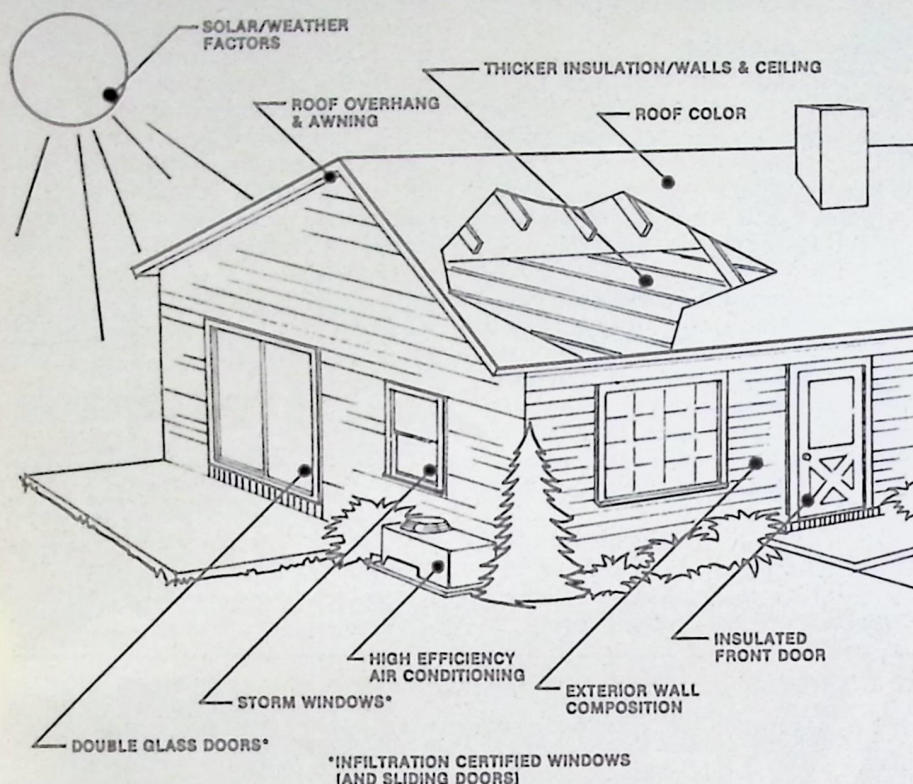 SOLAR/WEATHER
FACTORS
THICKER INSULATION/WALLS & CEILING
ROOF OVERHANG
& AWNING
ROOF COLOR
INSULATED
FRONT DOOR
HIGH EFFICIENCY
AIR CONDITIONING
EXTERIOR WALL
COMPOSITION
STORM WINDOWS*
DOUBLE GLASS DOORS*
*INFILTRATION CERTIFIED WINDOWS
(AND SLIDING DOORS)